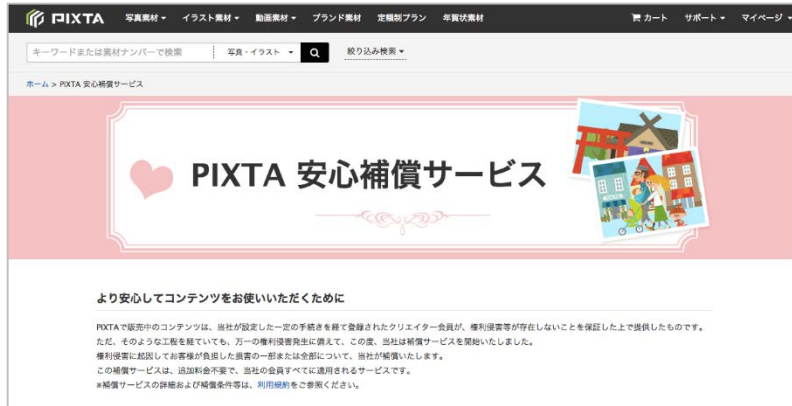 PIXTA 写真素材 イラスト素材 動画素材 ブランド素材 定額制プラン 年賀状素材 カート サポート マイページ
キーワードまたは素材ナンバーで検索 写真・イラスト 絞り込み検索
ホーム > PIXTA 安心補償サービス
PIXTA 安心補償サービス
より安心してコンテンツをお使いいただくために
PIXTAで販売中のコンテンツは、当社が設定した一定の手続きを経て登録されたクリエイター会員が、権利侵害等が存在しないことを保証した上で提供したものです。
ただ、そのような工程を経ていても、万一の権利侵害発生に備えて、この度、当社は補償サービスを開始いたしました。
権利侵害に起因してお客様が負担した損害の一部または全部について、当社が補償いたします。
この補償サービスは、追加料金不要で、当社の会員すべてに適用されるサービスです。
※補償サービスの詳細および補償条件等は、利用規約をご参照ください。